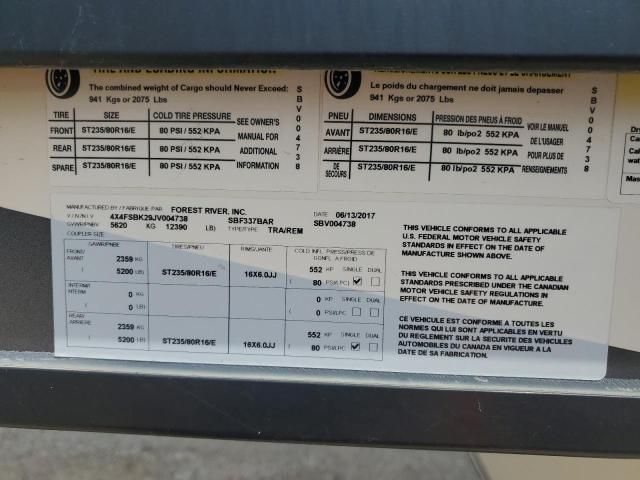 TIRE AND LOADING INFORMATION
The combined weight of Cargo should Never Exceed:
941 Kgs or 2075 Lbs
TIRE SIZE COLD TIRE PRESSURE
FRONT ST235/80R16/E 80 PSI / 552 KPA
REAR ST235/80R16/E 80 PSI / 552 KPA
SPARE ST235/80R16/E 80 PSI / 552 KPA
SEE OWNER'S
MANUAL FOR
ADDITIONAL
INFORMATION
SBV004738
Le poids du chargement ne doit jamais depasser
941 Kgs or 2075 Lbs
PNEU DIMENSIONS PRESSION DES PNEUS À FROID
AVANT ST235/80R16/E 80 lb/po2 552 KPA
ARRIÈRE ST235/80R16/E 80 lb/po2 552 KPA
DE SECOURS ST235/80R16/E 80 lb/po2 552 KPA
VOIR LE MANUEL
DE L'USAGER
POUR PLUS DE
RENSEIGNEMENTS
SBV004738
MANUFACTURED BY / FABRIQUE PAR FOREST RIVER, INC. DATE 06/13/2017
V.I.N./N.I.V 4X4FSBK29JV004738 SBF337BAR SBV004738
GVWR/PNBV 5620 KG 12390 LB) TYPE/TYPE TRA/REM
COUPLER SIZE
GAWR/PNBE TIRES/PNEU RIMS/JANTE COLD INFL. PRESS/PRESS DE GONFL A FROID
FRONT/ AVANT 2359 KG 552 KP SINGLE DUAL
( 5200 LB) ST235/80R16/E 16X6.0JJ ( 80 PSI/LPC)
INTERM/ INTERM 0 KG 0 KP SINGLE DUAL
( 0 LB) ( 0 PSI/LPC)
REAR/ ARRIERE 2359 KG 552 KP SINGLE DUAL
( 5200 LB) ST235/80R16/E 16X6.0JJ ( 80 PSI/LPC)
THIS VEHICLE CONFORMS TO ALL APPLICABLE
U.S. FEDERAL MOTOR VEHICLE SAFETY
STANDARDS IN EFFECT ON THE DATE OF
MANUFACTURE SHOWN ABOVE.
THIS VEHICLE CONFORMS TO ALL APPLICABLE
STANDARDS PRESCRIBED UNDER THE CANADIAN
MOTOR VEHICLE SAFETY REGULATIONS IN
EFFECT ON THE DATE OF MANUFACTURE.
CE VEHICULE EST CONFORME A TOUTES LES
NORMES QUI LUI SONT APPLICABLES EN VERTU
DU REGLEMENT SUR LA SECURITE DES VEHICULES
AUTOMOBILES DU CANADA EN VIGUEUR A LA
DATE DE SA FABRICATION.